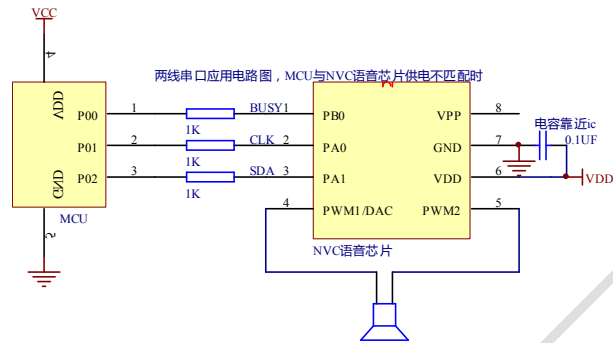 VCC
4
两线串口应用电路图，MCU与NVC语音芯片供电不匹配时
VDD
P00
1
1K
BUSY
1
PB0
VPP
8
P01
2
1K
CLK
2
PA0
GND
7
电容靠近ic
0.1UF
GND
P02
3
1K
SDA
3
PA1
VDD
6
VDD
PWM1/DAC
4
PWM2
5
MCU
2
NVC语音芯片